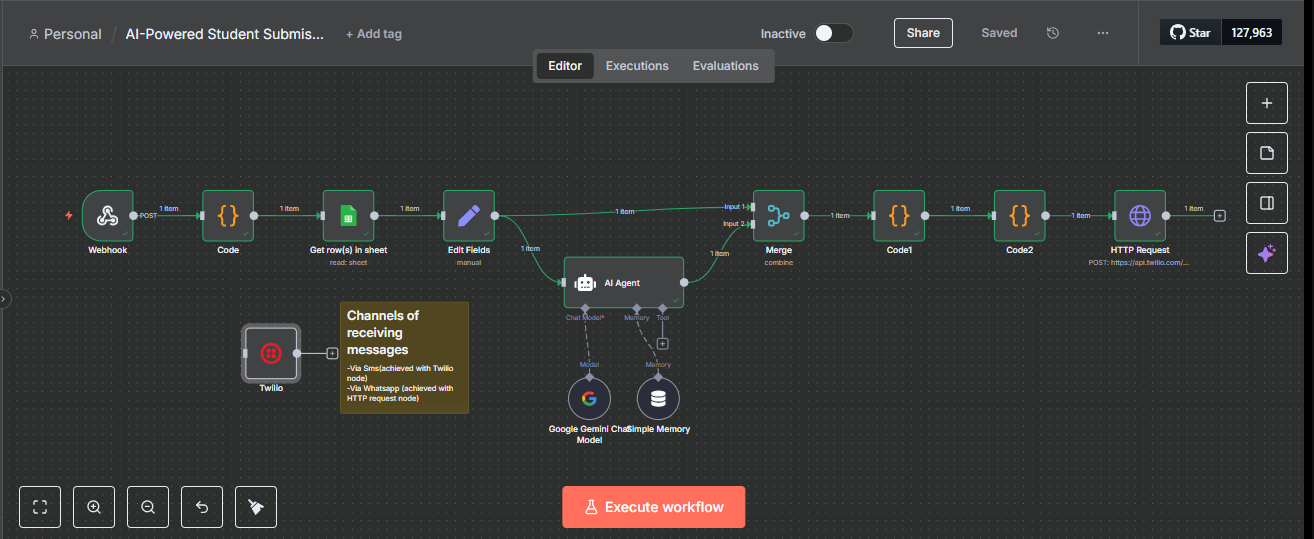 Personal / AI-Powered Student Submis... + Add tag
Inactive
Share
Saved
...
Star 127,963
Editor Executions Evaluations
POST
1 item
1 item
1 item
1 item
1 item
1 item
Input 1
Input 2
1 item
1 item
1 item
1 item
Webhook
Code
Get row(s) in sheet
read: sheet
Edit Fields
manual
Merge
combine
Code1
Code2
HTTP Request
POST: https://api.twilio.com/...
AI Agent
Chat Model*
Memory
Tool
Model
Memory
Google Gemini Chat
Model
Simple Memory
Twilio
Channels of
receiving
messages
-Via Sms(achieved with Twilio
node)
-Via Whatsapp (achieved with
HTTP request node)
Execute workflow